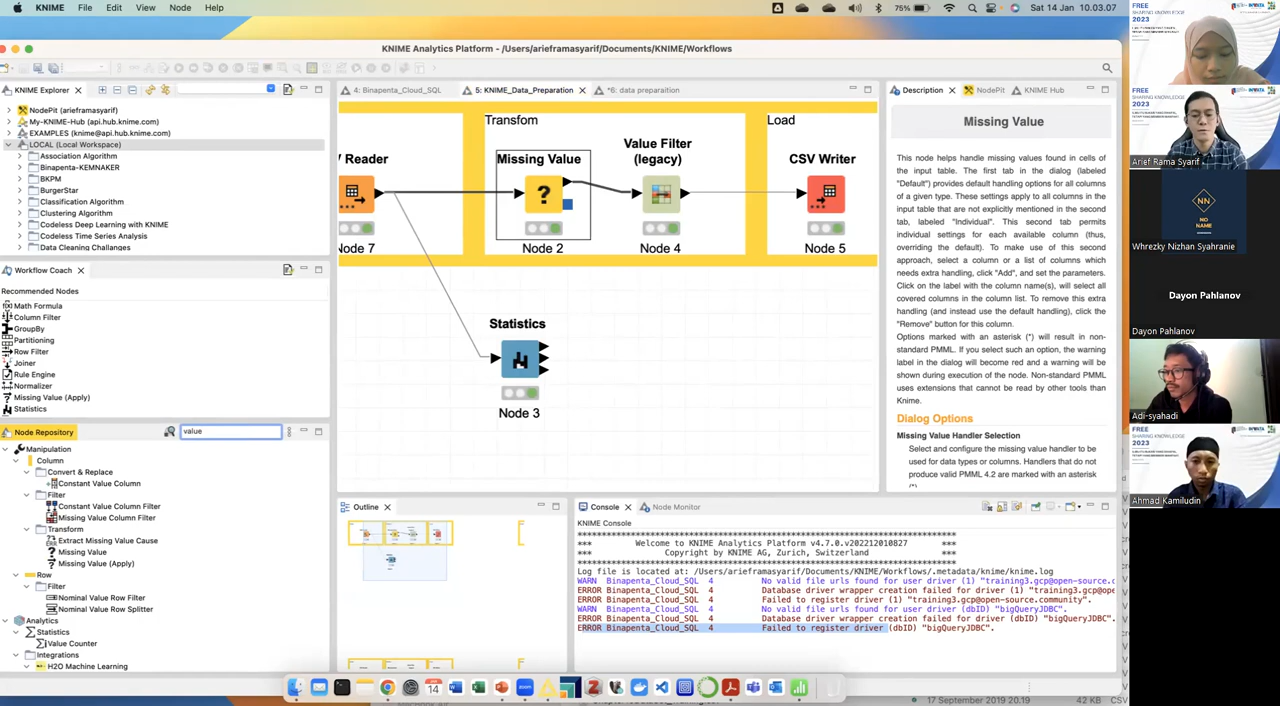 KNIME File Edit View Node Help
75%
Sat 14 Jan 10.03.07
KNIME Analytics Platform - /Users/arieframasyarif/Documents/KNIME/Workflows
KNIME Explorer
NodePit (arieframasyarif)
My-KNIME-Hub (api.hub.knime.com)
EXAMPLES (knime@api.hub.knime.com)
LOCAL (Local Workspace)
Association Algorithm
Binapenta-KEMNAKER
BKPM
BurgerStar
Classification Algorithm
Clustering Algorithm
Codeless Deep Learning with KNIME
Codeless Time Series Analysis
Data Cleaning Challanges
Workflow Coach
Recommended Nodes
Math Formula
Column Filter
GroupBy
Partitioning
Row Filter
Joiner
Rule Engine
Normalizer
Missing Value (Apply)
Statistics
Node Repository
value
Manipulation
Column
Convert & Replace
Constant Value Column
Filter
Constant Value Column Filter
Missing Value Column Filter
Transform
Extract Missing Value Cause
Missing Value
Missing Value (Apply)
Row
Filter
Nominal Value Row Filter
Nominal Value Row Splitter
Analytics
Statistics
Value Counter
Integrations
H2O Machine Learning
4: Binapenta_Cloud_SQL
5: KNIME_Data_Preparation
*6: data preparation
Transform
Load
V Reader
Missing Value
Value Filter
(legacy)
CSV Writer
?
Node 7
Node 2
Node 4
Node 5
Statistics
Node 3
Outline
Description
NodePit
KNIME Hub
Missing Value
This node helps handle missing values found in cells of
the input table. The first tab in the dialog (labeled
"Default") provides default handling options for all columns
of a given type. These settings apply to all columns in the
input table that are not explicitly mentioned in the second
tab, labeled "Individual". This second tab permits
individual settings for each available column (thus,
overriding the default). To make use of this second
approach, select a column or a list of columns which
needs extra handling, click "Add", and set the parameters.
Click on the label with the column name(s), will select all
covered columns in the column list. To remove this extra
handling (and instead use the default handling), click the
"Remove" button for this column.
Options marked with an asterisk (*) will result in non-
standard PMML. If you select such an option, the warning
label in the dialog will become red and a warning will be
shown during execution of the node. Non-standard PMML
uses extensions that cannot be read by other tools than
Knime.
Dialog Options
Missing Value Handler Selection
Select and configure the missing value handler to be
used for data types or columns. Handlers that do not
produce valid PMML 4.2 are marked with an asterisk
(*)
Console
Node Monitor
KNIME Console
*** Welcome to KNIME Analytics Platform v4.7.0.v202212010827 ***
*** Copyright by KNIME AG, Zurich, Switzerland ***
Log file is located at: /Users/arieframasyarif/Documents/KNIME/Workflows/.metadata/knime/knime.log
WARN Binapenta_Cloud_SQL 4 No valid file urls found for user driver (1) "training3.gcp@open-source.c
ERROR Binapenta_Cloud_SQL 4 Database driver wrapper creation failed for driver (1) "training3.gcp@ope
ERROR Binapenta_Cloud_SQL 4 Failed to register driver (1) "training3.gcp@open-source.community".
WARN Binapenta_Cloud_SQL 4 No valid file urls found for user driver (dbID) "bigQueryJDBC".
ERROR Binapenta_Cloud_SQL 4 Database driver wrapper creation failed for driver (dbID) "bigQueryJDBC".
ERROR Binapenta_Cloud_SQL 4 Failed to register driver (dbID) "bigQueryJDBC".
17 September 2019 20.19
42 KB
CSV
FREE
SHARING KNOWLEDGE
2023
FREE
SHARING KNOWLEDGE
2023
Arief Rama Syarif
NN
NO
NAME
Whrezky Nizhan Syahranie
Dayon Pahlanov
Dayon Pahlanov
Adi-syahadi
FREE
SHARING KNOWLEDGE
2023
Ahmad Kamiludin